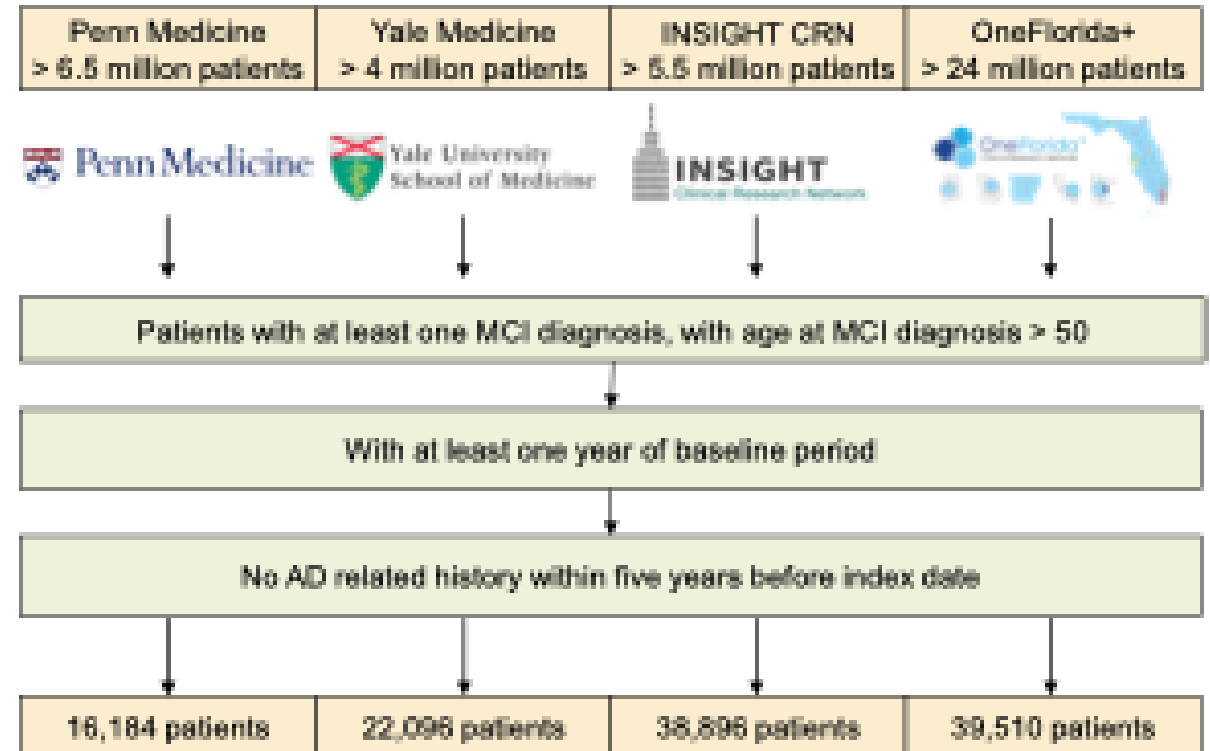 Penn Medicine
> 6.5 million patients
Yale Medicine
> 4 million patients
INSIGHT CRN
> 5.5 million patients
OneFlorida+
> 24 million patients
Penn Medicine
Yale University
School of Medicine
INSIGHT
Clinical Research Network
OneFlorida
Patients with at least one MCI diagnosis, with age at MCI diagnosis > 50
With at least one year of baseline period
No AD related history within five years before index date
16,184 patients
22,096 patients
38,896 patients
39,510 patients